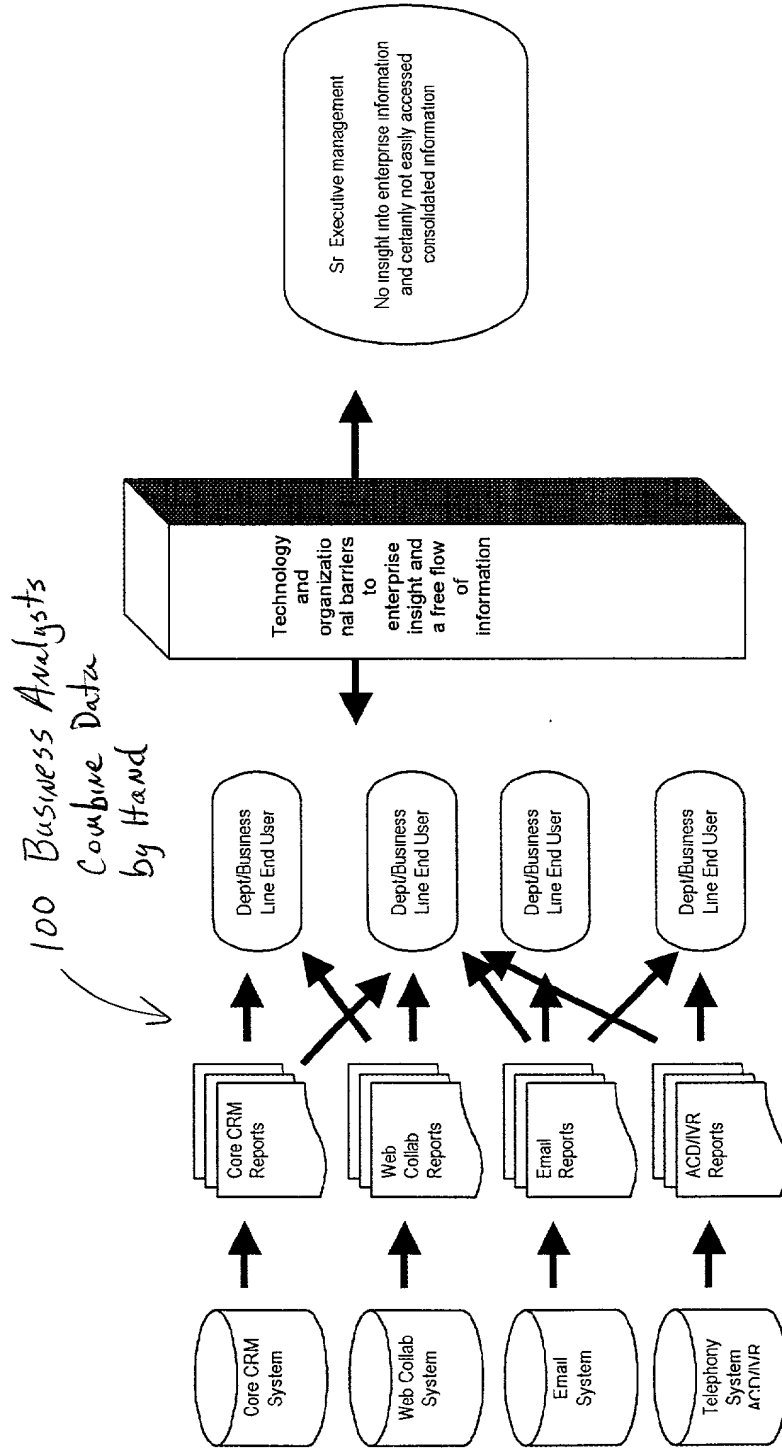 100 Business Analysts
Combine Data
by Hand
Core CRM
System
Web Collab
System
Email
System
Telephony
System
ACD/IVR
Core CRM
Reports
Web
Collab
Reports
Email
Reports
ACD/IVR
Reports
Dept/Business
Line End User
Dept/Business
Line End User
Dept/Business
Line End User
Dept/Business
Line End User
Technology
and
organizatio
nal barriers
to
enterprise
insight and
a free flow
of
information
Sr Executive management
No insight into enterprise information
and certainly not easily accessed
consolidated information